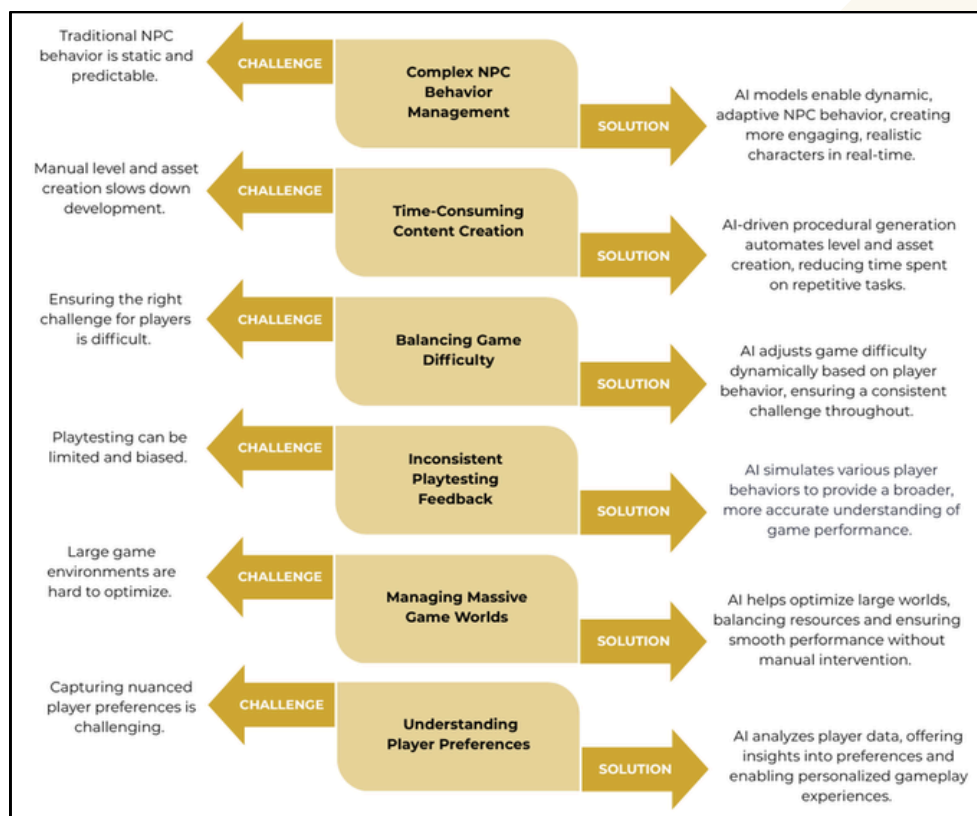 Traditional NPC
behavior is static and
predictable.
CHALLENGE
Complex NPC
Behavior
Management
SOLUTION
AI models enable dynamic,
adaptive NPC behavior, creating
more engaging, realistic
characters in real-time.
Manual level and asset
creation slows down
development.
CHALLENGE
Time-Consuming
Content Creation
SOLUTION
AI-driven procedural generation
automates level and asset
creation, reducing time spent
on repetitive tasks.
Ensuring the right
challenge for players
is difficult.
CHALLENGE
Balancing Game
Difficulty
SOLUTION
AI adjusts game difficulty
dynamically based on player
behavior, ensuring a consistent
challenge throughout.
Playtesting can be
limited and biased.
CHALLENGE
Inconsistent
Playtesting
Feedback
SOLUTION
AI simulates various player
behaviors to provide a broader,
more accurate understanding of
game performance.
Large game
environments are
hard to optimize.
CHALLENGE
Managing Massive
Game Worlds
SOLUTION
AI helps optimize large worlds,
balancing resources and ensuring
smooth performance without
manual intervention.
Capturing nuanced
player preferences is
challenging.
CHALLENGE
Understanding
Player Preferences
SOLUTION
AI analyzes player data, offering
insights into preferences and
enabling personalized gameplay
experiences.